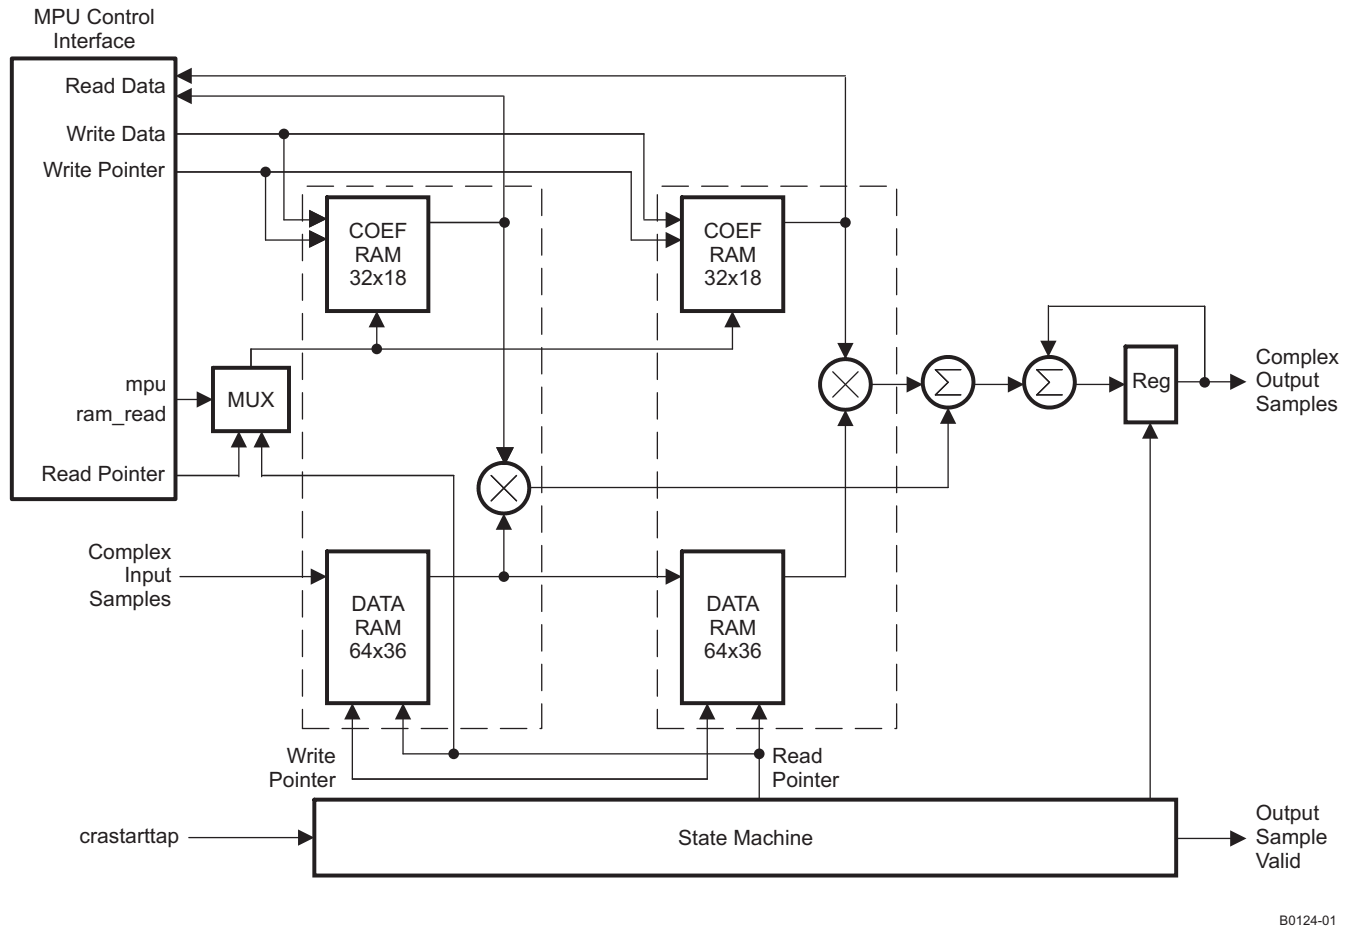 MPU Control
Interface
Read Data
Write Data
Write Pointer
COEF
RAM
32x18
COEF
RAM
32x18
mpu
ram_read
MUX
Reg
Complex
Output
Samples
Read Pointer
Complex
Input
Samples
DATA
RAM
64x36
DATA
RAM
64x36
Write
Pointer
Read
Pointer
crastarttap
State Machine
Output
Sample
Valid
B0124-01